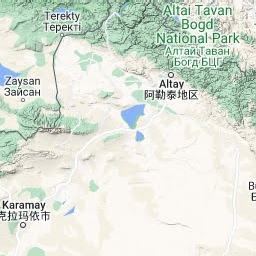 Terekty
Теректі
Altai Tavan
Bogd
National Park
Алтай Таван
Богд БЦГ
Zaysan
Зайсан
Altay
阿勒泰地区
Karamay
克拉玛依市